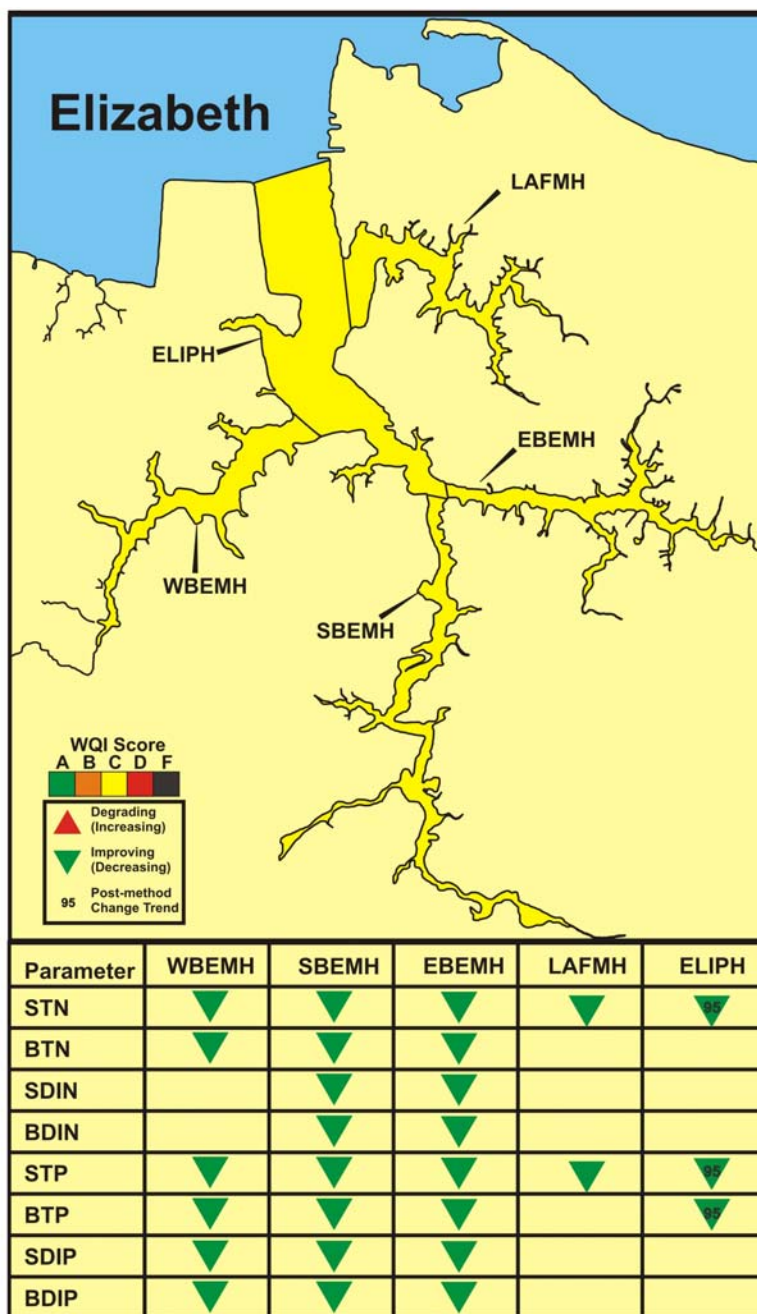 Elizabeth
LAFMH
ELIPH
EBEMH
WBEMH
SBEMH
WQI Score
A B C D F
Degrading
(Increasing)
Improving
(Decreasing)
95 Post-method
Change Trend
Parameter WBEMH SBEMH EBEMH LAFMH ELIPH
STN 95
BTN
SDIN
BDIN
STP 95
BTP 95
SDIP
BDIP